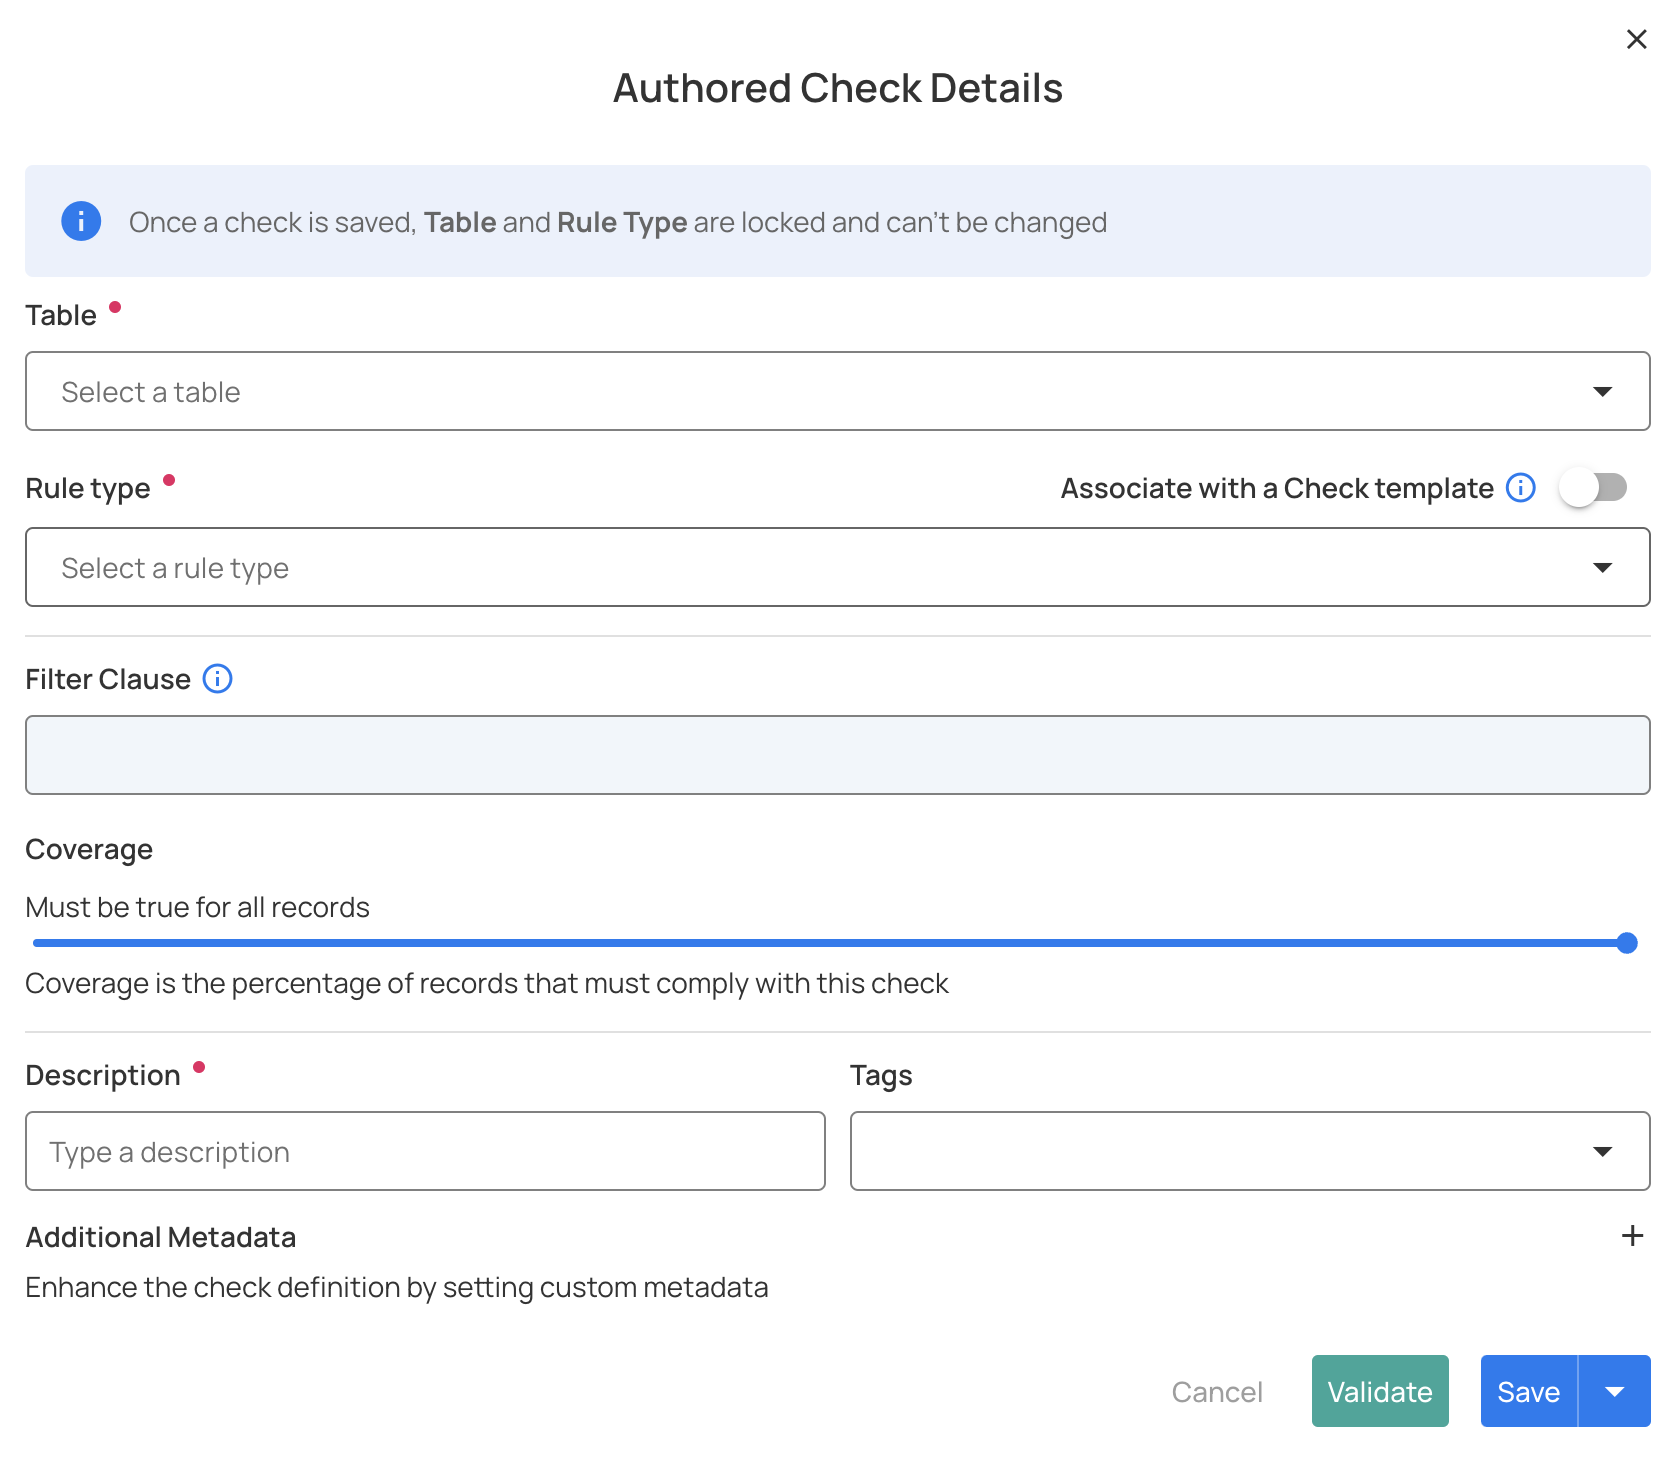 Authored Check Details
Once a check is saved, Table and Rule Type are locked and can't be changed
Table
Select a table
Rule type
Associate with a Check template
Select a rule type
Filter Clause
Coverage
Must be true for all records
Coverage is the percentage of records that must comply with this check
Description
Tags
Type a description
Additional Metadata
Enhance the check definition by setting custom metadata
Cancel
Validate
Save